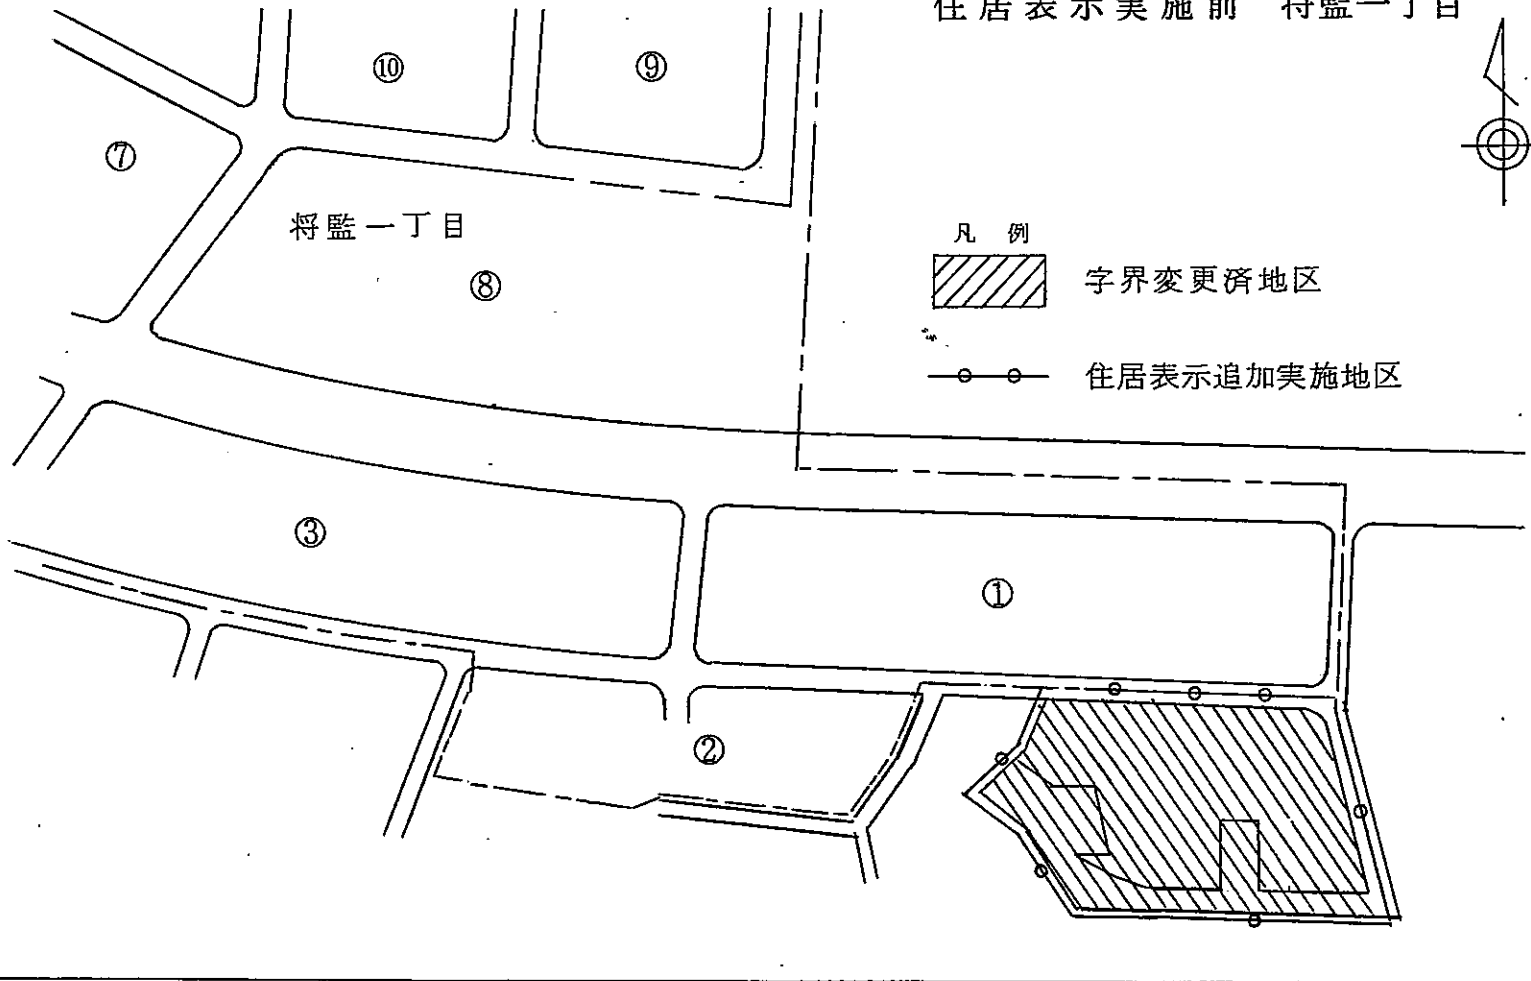 住居表示実施前 将監一丁目
⑩
⑨
⑦
将監一丁目
⑧
凡例
字界変更済地区
住居表示追加実施地区
③
①
②